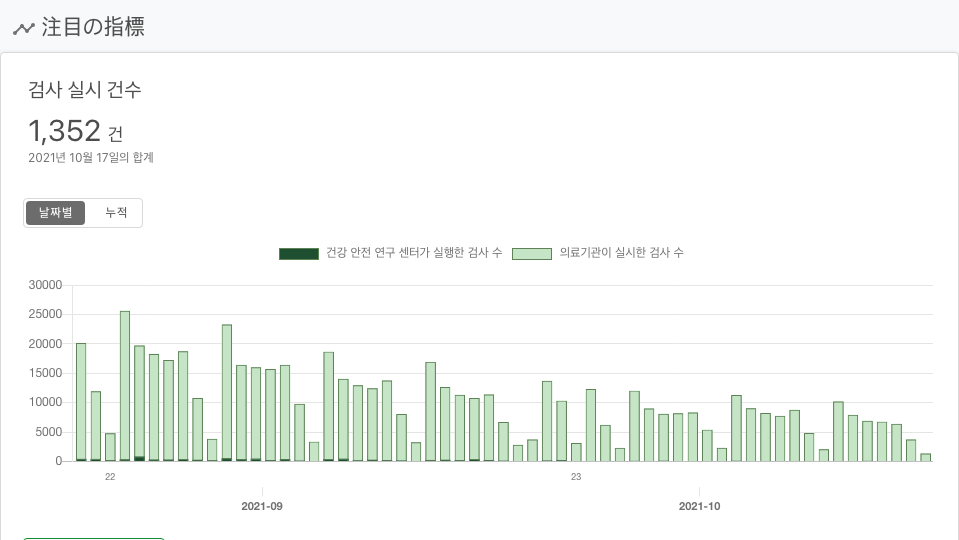 注目の指標
검사 실시 건수
1,352 건
2021년 10월 17일의 합계
날짜별 누적
건강 안전 연구 센터가 실행한 검사 수 의료기관이 실시한 검사 수
30000
25000
20000
15000
10000
5000
0
22 23
2021-09 2021-10